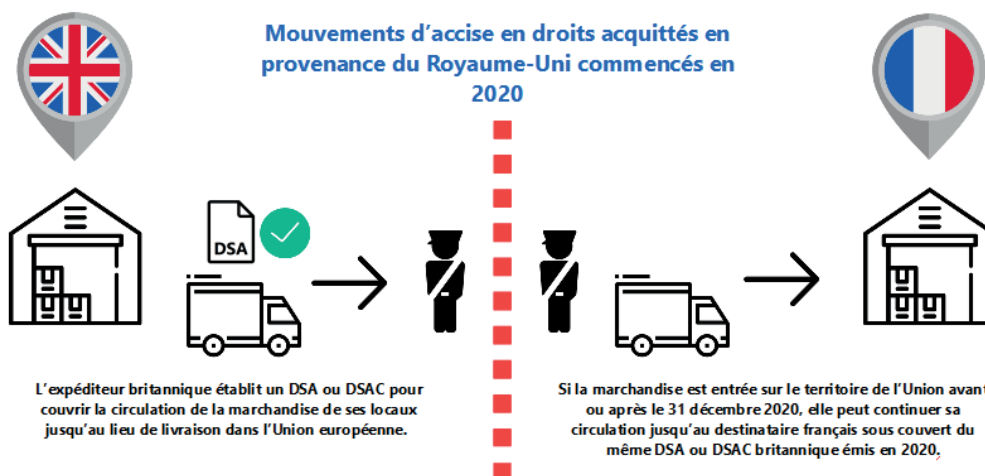 Mouvements d'accise en droits acquittés en
provenance du Royaume-Uni commencés en
2020
DSA
L'expéditeur britannique établit un DSA ou DSAC pour
couvrir la circulation de la marchandise de ses locaux
jusqu'au lieu de livraison dans l'Union européenne.
Si la marchandise est entrée sur le territoire de l'Union avant
ou après le 31 décembre 2020, elle peut continuer sa
circulation jusqu'au destinataire français sous couvert du
même DSA ou DSAC britannique émis en 2020.